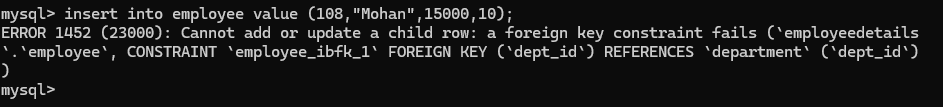 mysql> insert into employee value (108,"Mohan",15000,10);
ERROR 1452 (23000): Cannot add or update a child row: a foreign key constraint fails (`employeedetails
`.`employee`, CONSTRAINT `employee_ibfk_1` FOREIGN KEY (`dept_id`) REFERENCES `department` (`dept_id`)
)
mysql>